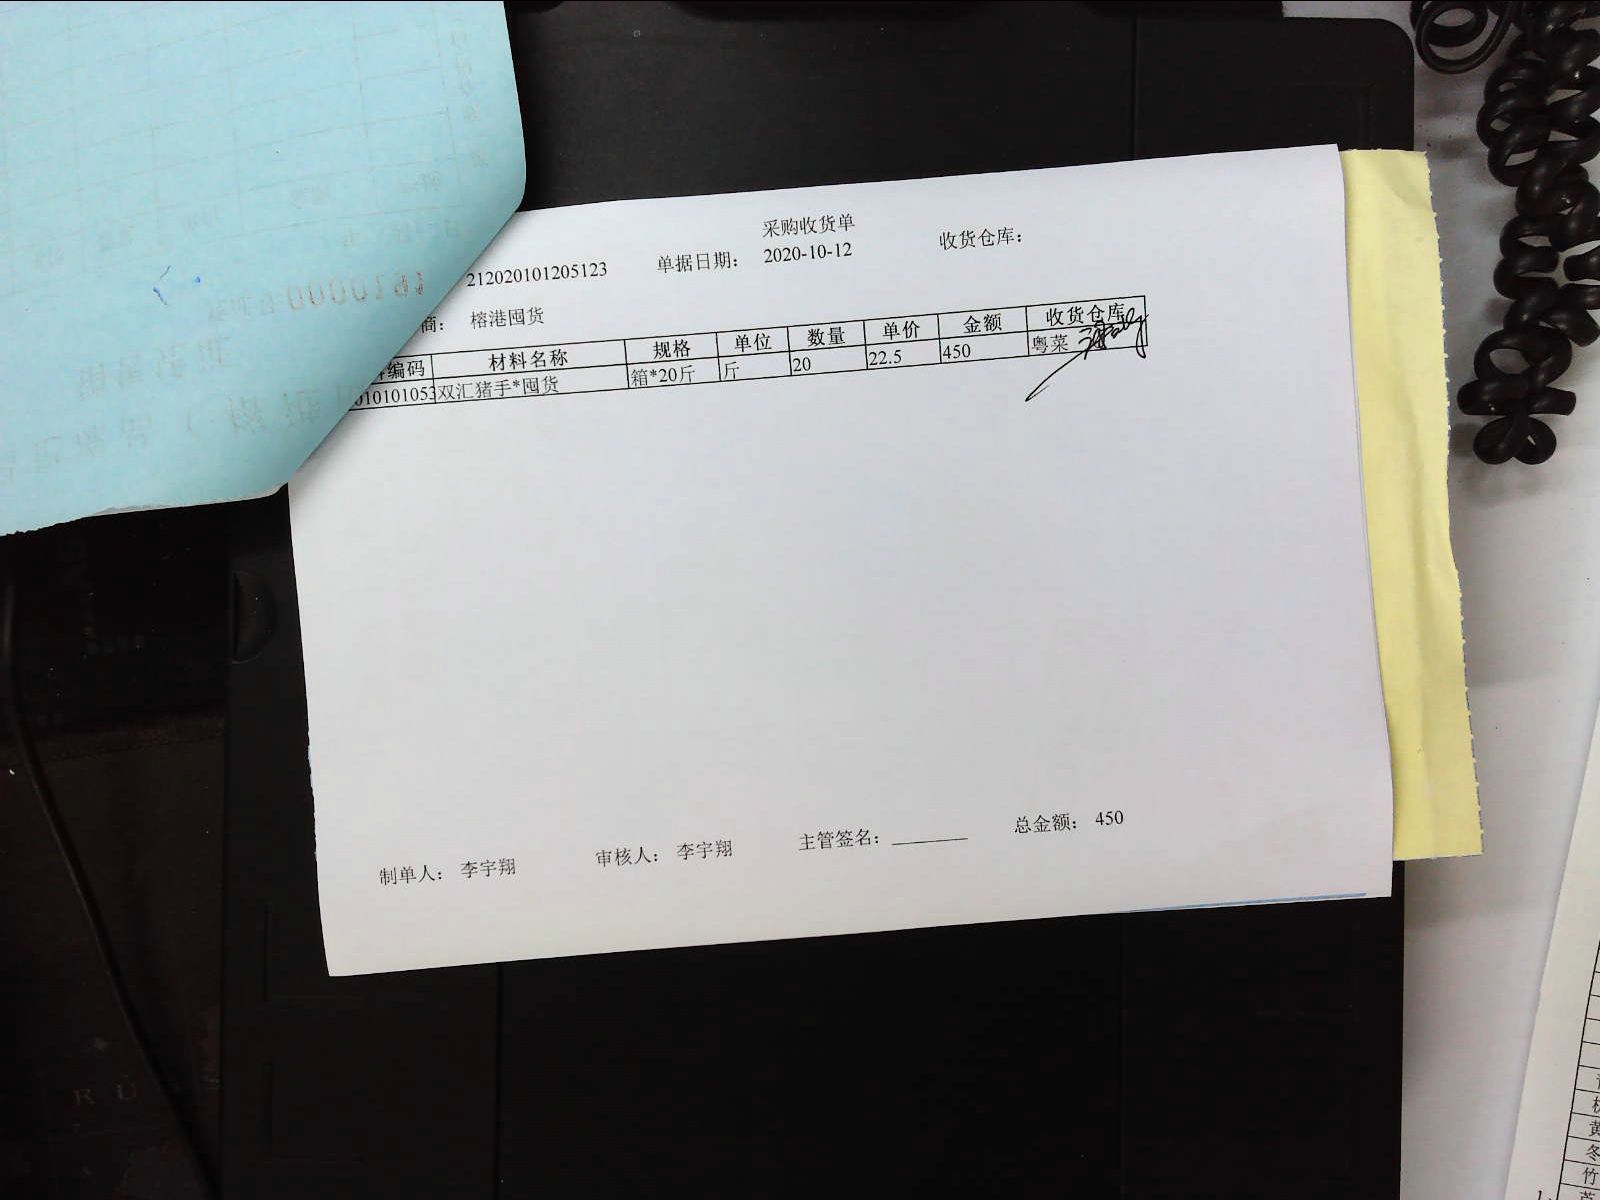 采购收货单
212020101205123 单据日期： 2020-10-12 收货仓库：
商： 榕港囤货
编码 材料名称 规格 单位 数量 单价 金额 收货仓库
010101053 双汇猪手*囤货 箱*20斤 斤 20 22.5 450 粤菜
制单人： 李宇翔 审核人： 李宇翔 主管签名： 总金额： 450